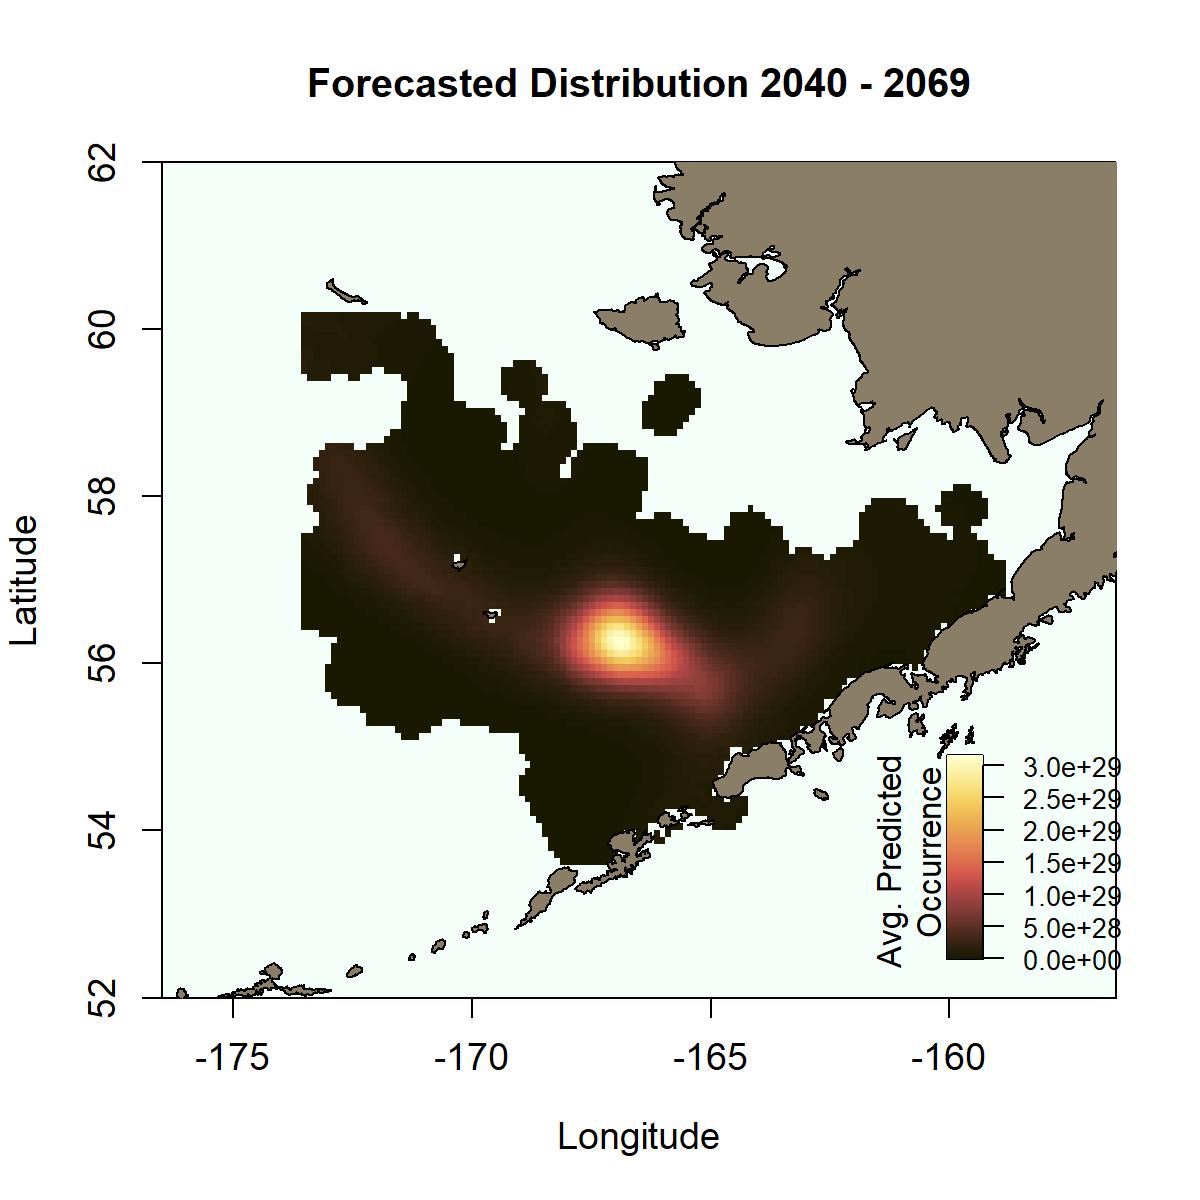 Forecasted Distribution 2040 - 2069
62
60
58
56
54
52
Latitude
-175
-170
-165
-160
Longitude
Avg. Predicted
Occurrence
3.0e+29
2.5e+29
2.0e+29
1.5e+29
1.0e+29
5.0e+28
0.0e+00